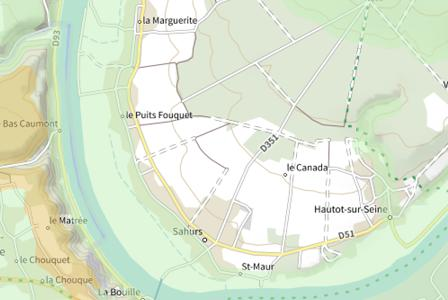 la Marguerite
D93
le Puits Fouquet
Bas Caumont
D351
le Canada
Hautot-sur-Seine
le Matrée
Sahurs
D51
le Chouquet
St-Maur
la Chouque
La Bouille